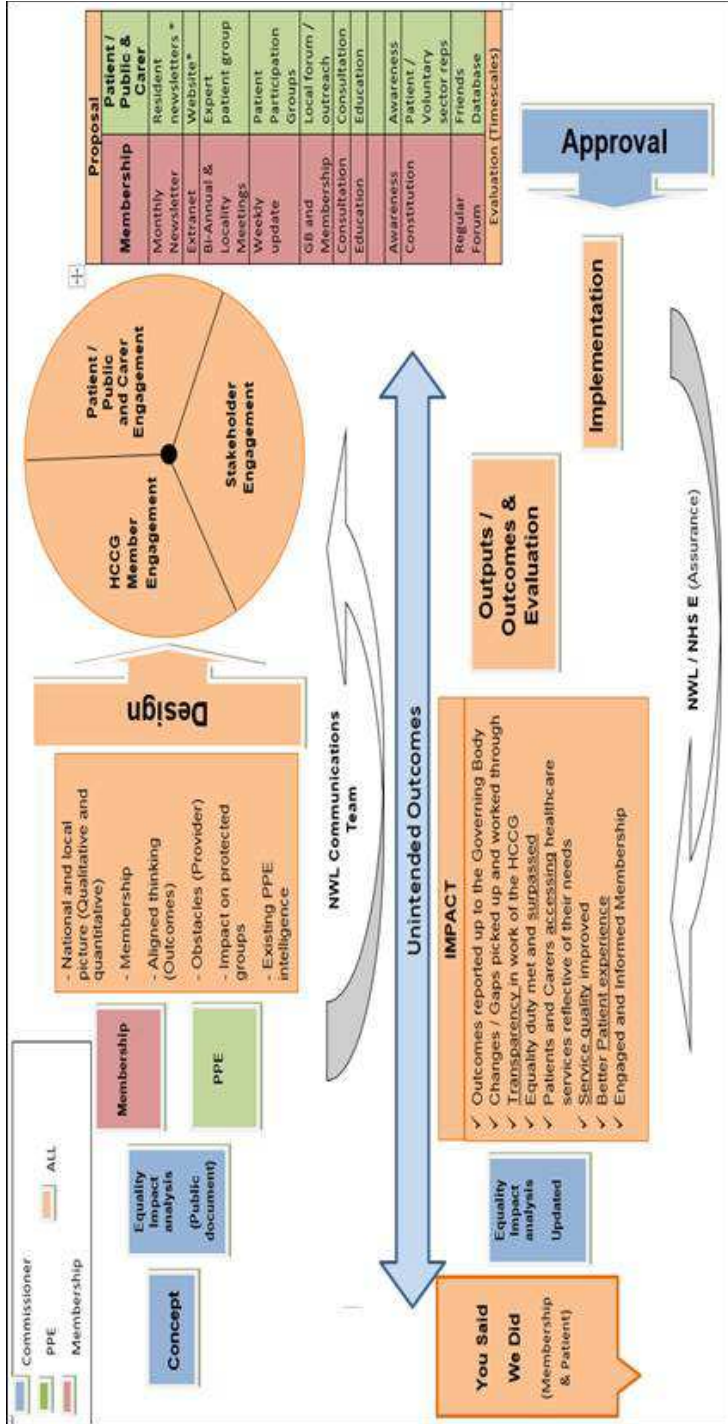 Commissioner
PPE
Membership
ALL
Concept
Equality
Impact
analysis
(Public
document)
Membership
PPE
- National and local
picture (Qualitative and
quantitative)
- Membership
- Aligned thinking
(Outcomes)
- Obstacles (Provider)
- Impact on protected
groups
- Existing PPE
intelligence
Design
HCCG
Member
Engagement
Patient /
Public
and Carer
Engagement
Stakeholder
Engagement
Proposal
Membership
Patient /
Public &
Carer
Monthly
Newsletter
Resident
newsletters *
Extranet
Website*
Bi-Annual &
Locality
Meetings
Expert
patient group
Weekly
update
Patient
Participation
Groups
GB and
Membership
Local forum /
outreach
Consultation
Consultation
Education
Education
Awareness
Awareness
Constitution
Patient /
Voluntary
sector reps
Regular
Forum
Friends
Database
Evaluation (Timescales)
NWL Communications
Team
Unintended Outcomes
Approval
Implementation
Outputs /
Outcomes &
Evaluation
IMPACT
✓ Outcomes reported up to the Governing Body
✓ Changes / Gaps picked up and worked through
✓ Transparency in work of the HCCG
✓ Equality duty met and surpassed
✓ Patients and Carers accessing healthcare
services reflective of their needs
✓ Service quality improved
✓ Better Patient experience
✓ Engaged and Informed Membership
Equality
Impact
analysis
Updated
You Said
We Did
(Membership
& Patient)
NWL / NHS E (Assurance)